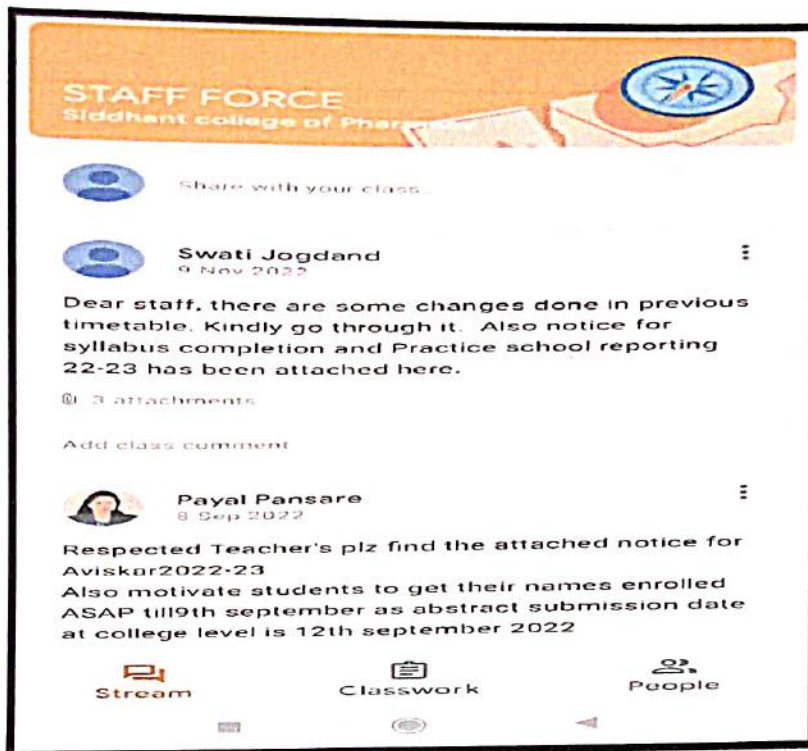 STAFF FORCE
Siddhant college of Pharm
Share with your class..
Swati Jogdand
9 Nov 2022
Dear staff, there are some changes done in previous
timetable. Kindly go through it. Also notice for
syllabus completion and Practice school reporting
22-23 has been attached here.
3 attachments
Add class comment
Payal Pansare
8 Sep 2022
Respected Teacher's plz find the attached notice for
Aviskar2022-23
Also motivate students to get their names enrolled
ASAP till9th september as abstract submission date
at college level is 12th september 2022
Stream
Classwork
People